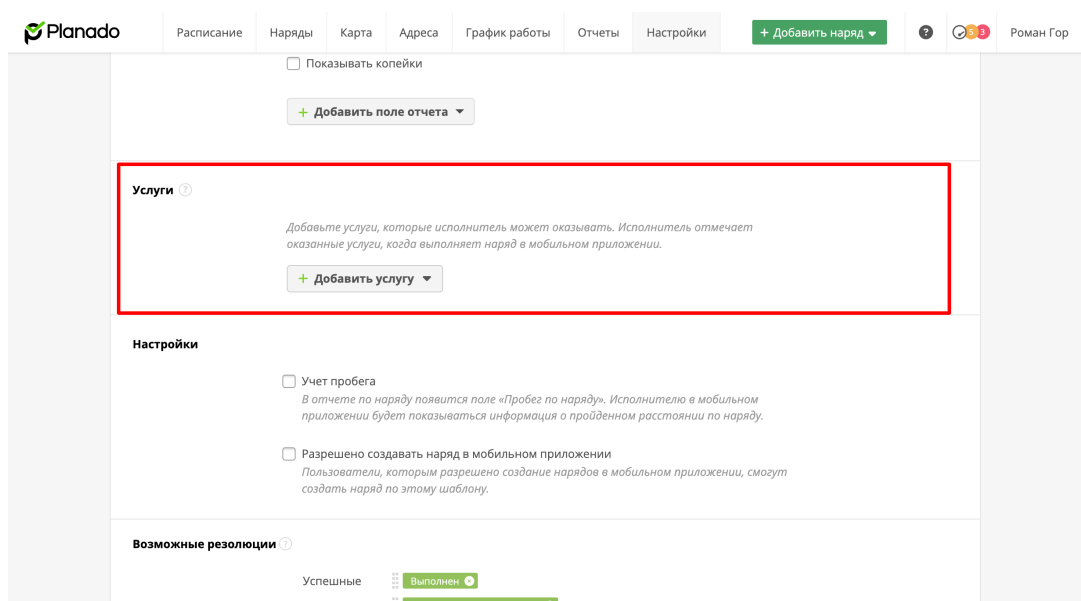 Planado
Расписание Наряды Карта Адреса График работы Отчеты Настройки + Добавить наряд ? 5 3 Роман Гор
Показывать копейки
+ Добавить поле отчета
Услуги ?
Добавьте услуги, которые исполнитель может оказывать. Исполнитель отмечает
оказанные услуги, когда выполняет наряд в мобильном приложении.
+ Добавить услугу
Настройки
Учет пробега
В отчете по наряду появится поле «Пробег по наряду». Исполнителю в мобильном
приложении будет показываться информация о пройденном расстоянии по наряду.
Разрешено создавать наряд в мобильном приложении
Пользователи, которым разрешено создание нарядов в мобильном приложении, смогут
создать наряд по этому шаблону.
Возможные резолюции ?
Успешные Выполнен